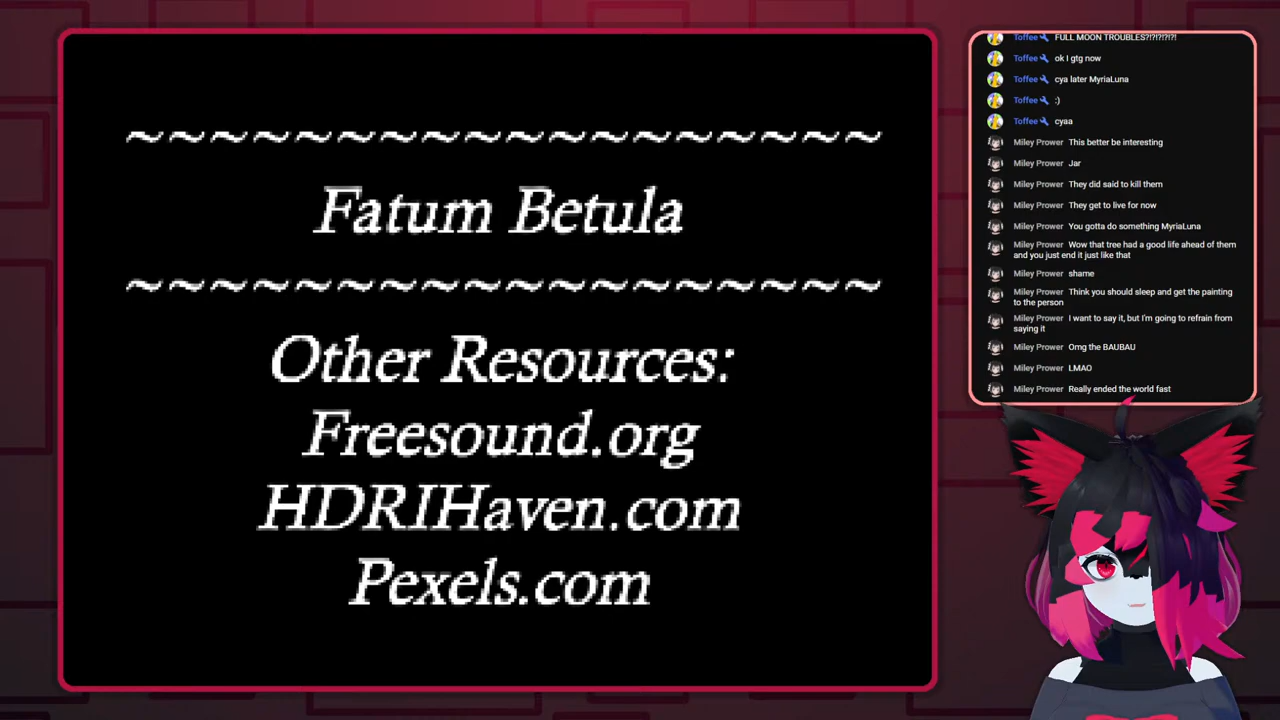 ~~~~~~~~~~~~~~~~~~
Fatum Betula
~~~~~~~~~~~~~~~~~~
Other Resources:
Freesound.org
HDRIHaven.com
Pexels.com
Toffee FULL MOON TROUBLES?!?!?!?!?!
Toffee ok I gtg now
Toffee cya later MyriaLuna
Toffee :)
Toffee cyaa
Miley Prower This better be interesting
Miley Prower Jar
Miley Prower They did said to kill them
Miley Prower They get to live for now
Miley Prower You gotta do something MyriaLuna
Miley Prower Wow that tree had a good life ahead of them
and you just end it just like that
Miley Prower shame
Miley Prower Think you should sleep and get the painting
to the person
Miley Prower I want to say it, but I'm going to refrain from
saying it
Miley Prower Omg the BAUBAU
Miley Prower LMAO
Miley Prower Really ended the world fast